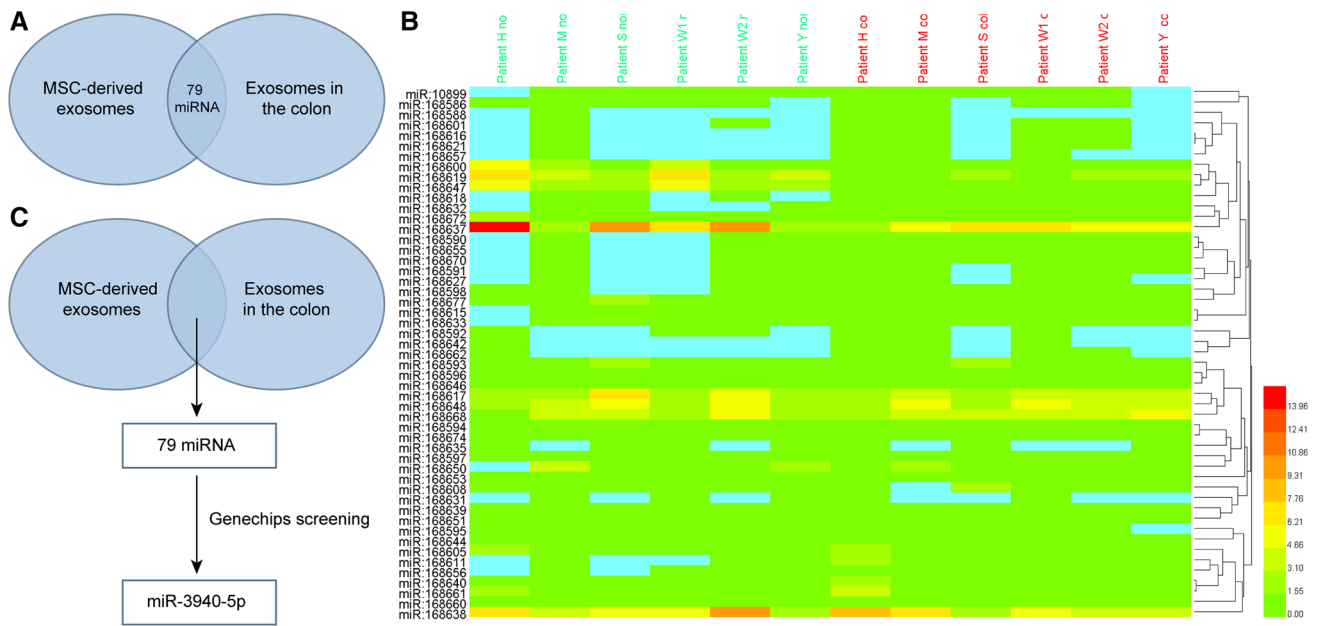 A
MSC-derived
exosomes
79
miRNA
Exosomes in
the colon
C
MSC-derived
exosomes
Exosomes
in the colon
79 miRNA
Genechips screening
miR-3940-5p
B
Patient H no
Patient M no
Patient S nor
Patient W1 r
Patient W2 r
Patient Y nor
Patient H co
Patient M co
Patient S col
Patient W1 c
Patient W2 c
Patient Y cc
miR:10899
miR:168586
miR:168588
miR:168601
miR:168616
miR:168621
miR:168657
miR:168600
miR:168619
miR:168647
miR:168618
miR:168632
miR:168672
miR:168637
miR:168590
miR:168655
miR:168670
miR:168591
miR:168627
miR:168598
miR:168677
miR:168615
miR:168633
miR:168592
miR:168642
miR:168662
miR:168593
miR:168596
miR:168646
miR:168617
miR:168648
miR:168668
miR:168594
miR:168674
miR:168635
miR:168597
miR:168650
miR:168653
miR:168608
miR:168631
miR:168639
miR:168651
miR:168595
miR:168644
miR:168605
miR:168611
miR:168656
miR:168640
miR:168661
miR:168660
miR:168638
13.96
12.41
10.86
9.31
7.76
6.21
4.66
3.10
1.55
0.00